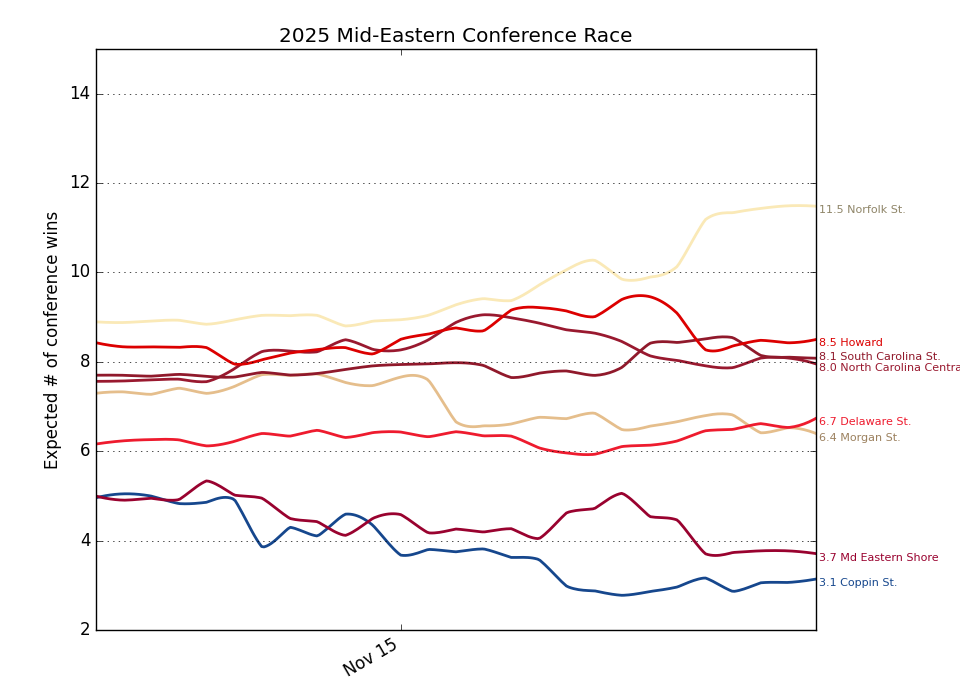 2025 Mid-Eastern Conference Race
Expected # of conference wins
14
12
10
8
6
4
2
Nov 15
11.5 Norfolk St.
8.5 Howard
8.1 South Carolina St.
8.0 North Carolina Centra
6.7 Delaware St.
6.4 Morgan St.
3.7 Md Eastern Shore
3.1 Coppin St.